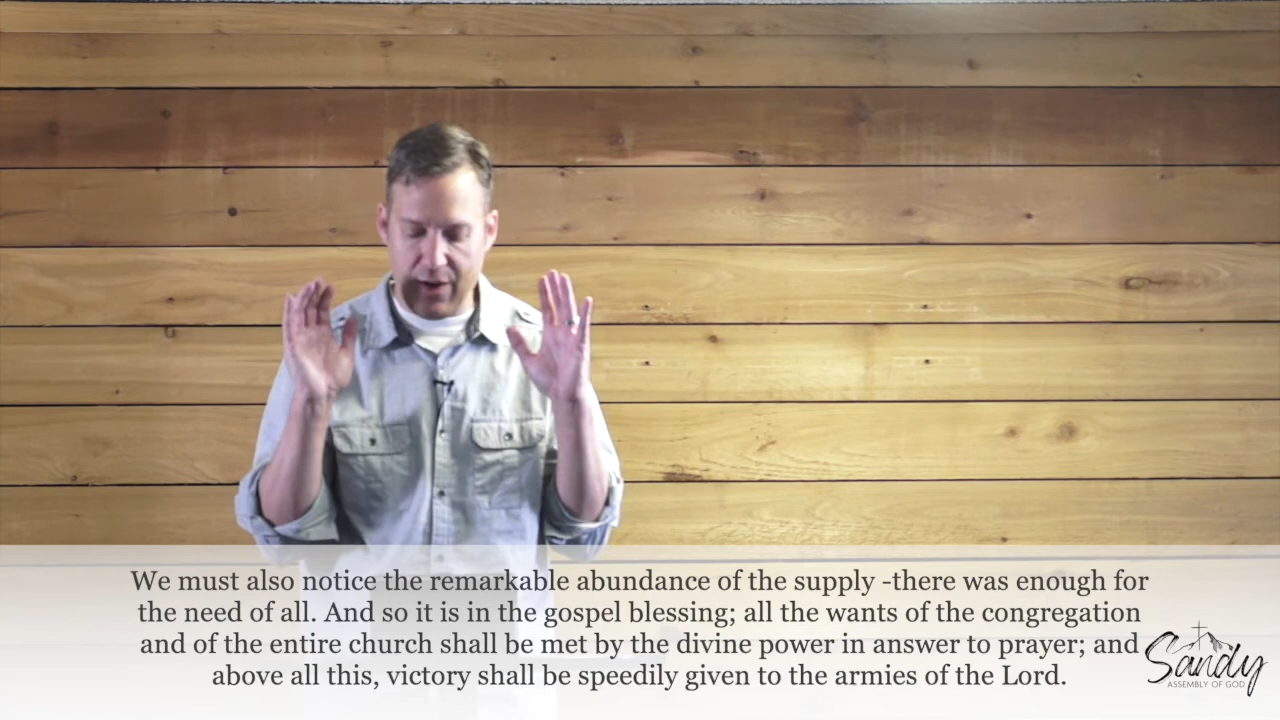 We must also notice the remarkable abundance of the supply -there was enough for
the need of all. And so it is in the gospel blessing; all the wants of the congregation
and of the entire church shall be met by the divine power in answer to prayer; and
above all this, victory shall be speedily given to the armies of the Lord.
Sandy
ASSEMBLY OF GOD